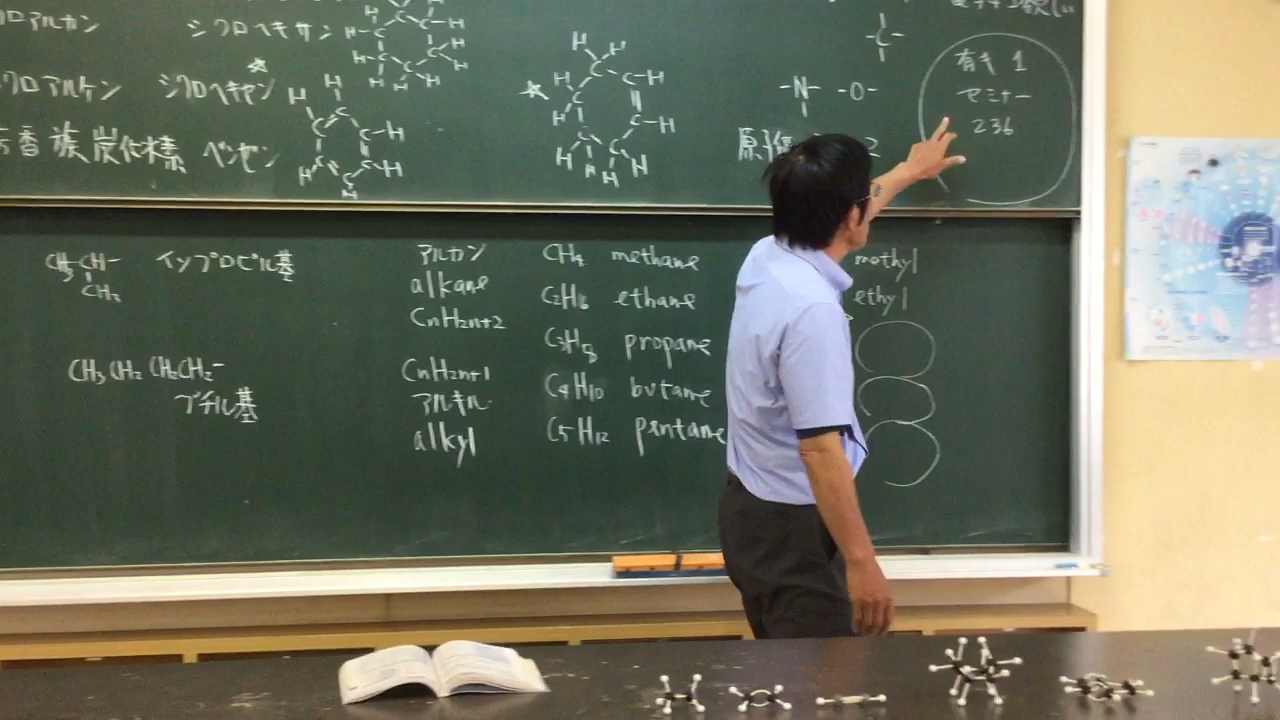 ロアルカン シクロヘキサン
クロアルケン シクロヘキセン
香族炭化水素 ベンゼン
有キ 1
セミナー
236
-N- -O-
原子価 2
CH3-CH-
CH3
イソプロピル基
CH3CH2CH2CH2-
ブチル基
アルカン
alkane
CnH2n+2
CnH2n+1
アルキル
alkyl
CH4 methane
C2H6 ethane
C3H8 propane
C4H10 butane
C5H12 pentane
methyl
ethyl